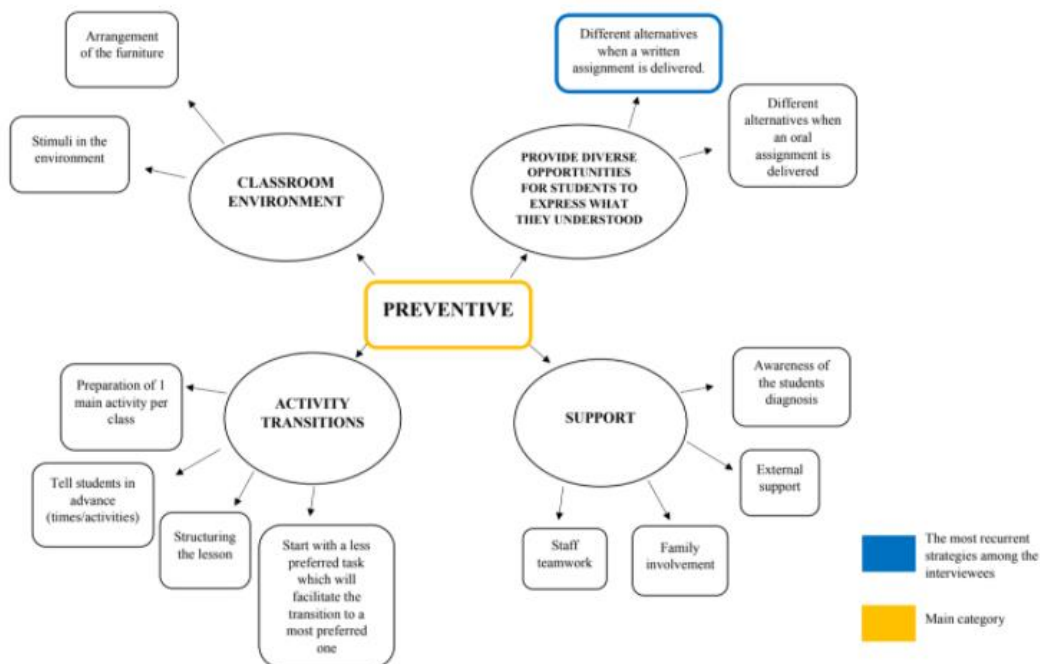 Arrangement
of the furniture
Stimuli in the
environment
CLASSROOM
ENVIRONMENT
Different alternatives
when a written
assignment is delivered.
Different
alternatives when
an oral
assignment is
delivered
PROVIDE DIVERSE
OPPORTUNITIES
FOR STUDENTS TO
EXPRESS WHAT
THEY UNDERSTOOD
PREVENTIVE
ACTIVITY
TRANSITIONS
Preparation of 1
main activity per
class
Tell students in
advance
(times/activities)
Structuring
the lesson
Start with a less
preferred task
which will
facilitate the
transition to a
most preferred
one
SUPPORT
Awareness of
the students
diagnosis
External
support
Family
involvement
Staff
teamwork
The most recurrent
strategies among the
interviewees
Main category